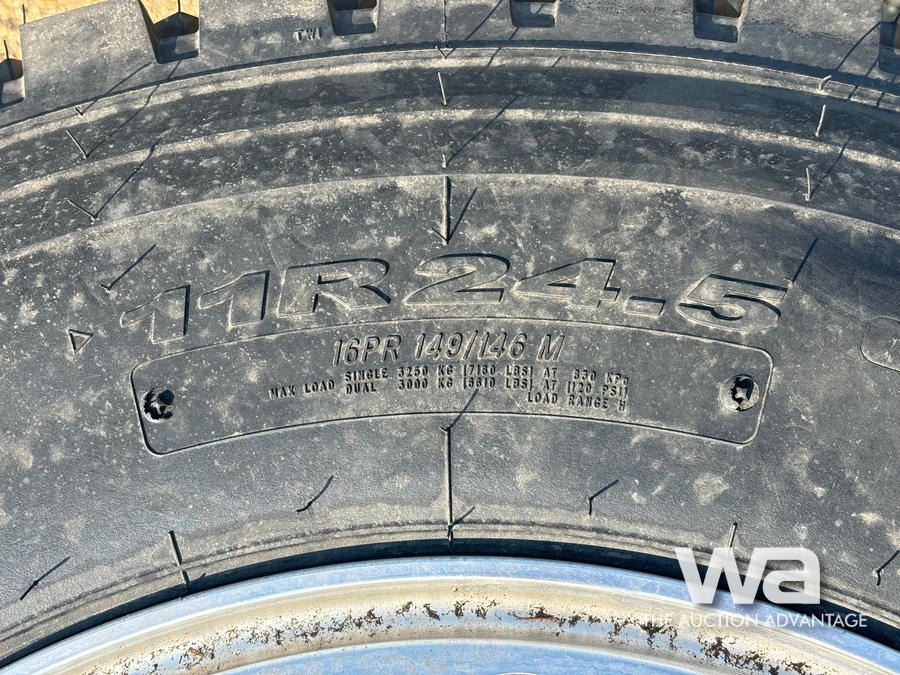 TWI
11R24.5
16PR 149/146 M
MAX LOAD SINGLE 3250 KG (7160 LBS) AT 830 KPa
DUAL 3000 KG (6610 LBS) AT (120 PSI)
LOAD RANGE H
wa
THE AUCTION ADVANTAGE